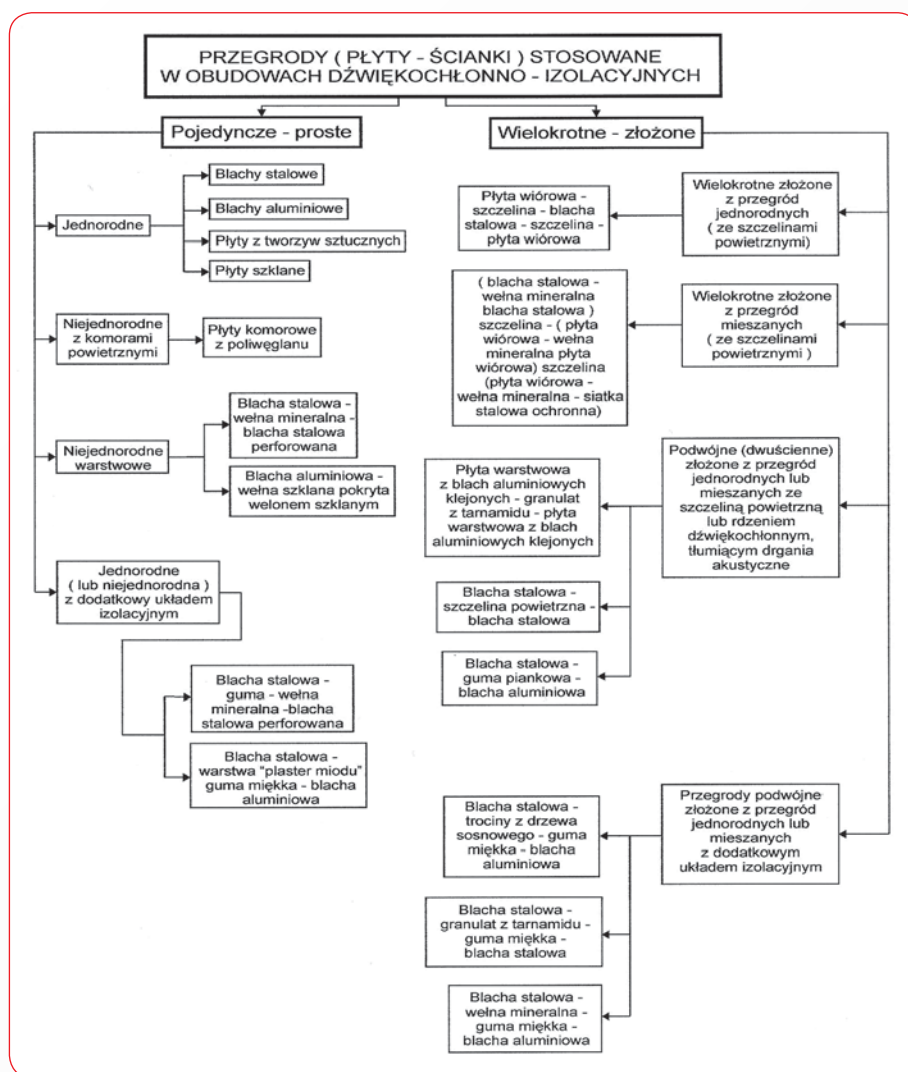 PRZEGRODY ( PŁYTY - ŚCIANKI ) STOSOWANE
W OBUDOWACH DŹWIĘKOCHŁONNO - IZOLACYJNYCH
Pojedyncze - proste
Jednorodne
Blachy stalowe
Blachy aluminiowe
Płyty z tworzyw sztucznych
Płyty szklane
Niejednorodne
z komorami
powietrznymi
Płyty komorowe
z poliwęglanu
Niejednorodne
warstwowe
Blacha stalowa -
wełna mineralna -
blacha stalowa
perforowana
Blacha aluminiowa -
wełna szklana pokryta
welonem szklanym
Jednorodne
( lub niejednorodna )
z dodatkowy układem
izolacyjnym
Blacha stalowa -
guma - wełna
mineralna -blacha
stalowa perforowana
Blacha stalowa -
warstwa "plaster miodu"
guma miękka - blacha
aluminiowa
Wielokrotne - złożone
Wielokrotne złożone
z przegród
jednorodnych
( ze szczelinami
powietrznymi)
Płyta wiórowa -
szczelina - blacha
stalowa - szczelina -
płyta wiórowa
Wielokrotne złożone
z przegród
mieszanych
( ze szczelinami
powietrznymi )
( blacha stalowa -
wełna mineralna
blacha stalowa )
szczelina - ( płyta
wiórowa - wełna
mineralna płyta
wiórowa) szczelina
(płyta wiórowa -
wełna mineralna - siatka
stalowa ochronna)
Podwójne (dwuścienne)
złożone z przegród
jednorodnych lub
mieszanych ze
szczeliną powietrzną
lub rdzeniem
dźwiękochłonnym,
tłumiącym drgania
akustyczne
Płyta warstwowa
z blach aluminiowych
klejonych - granulat
z tarnamidu - płyta
warstwowa z blach
aluminiowych klejonych
Blacha stalowa -
szczelina powietrzna -
blacha stalowa
Blacha stalowa -
guma piankowa -
blacha aluminiowa
Przegrody podwójne
złożone z przegród
jednorodnych lub
mieszanych
z dodatkowym
układem izolacyjnym
Blacha stalowa -
trociny z drzewa
sosnowego - guma
miękka - blacha
aluminiowa
Blacha stalowa -
granulat z tarnamidu -
guma miękka -
blacha stalowa
Blacha stalowa -
wełna mineralna -
guma miękka -
blacha aluminiowa